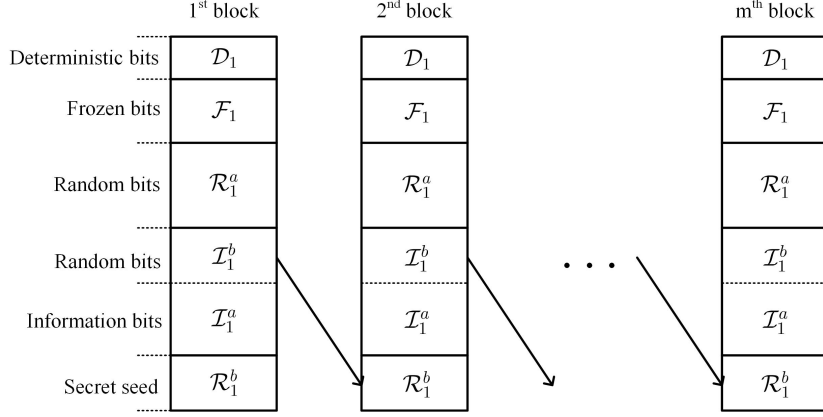 1st block 2nd block mth block
Deterministic bits 𝒟₁ 𝒟₁ 𝒟₁
Frozen bits ℱ₁ ℱ₁ ℱ₁
Random bits ℛ₁ᵃ ℛ₁ᵃ ℛ₁ᵃ
Random bits ℐ₁ᵇ ℐ₁ᵇ . . . ℐ₁ᵇ
Information bits ℐ₁ᵃ ℐ₁ᵃ ℐ₁ᵃ
Secret seed ℛ₁ᵇ ℛ₁ᵇ ℛ₁ᵇ